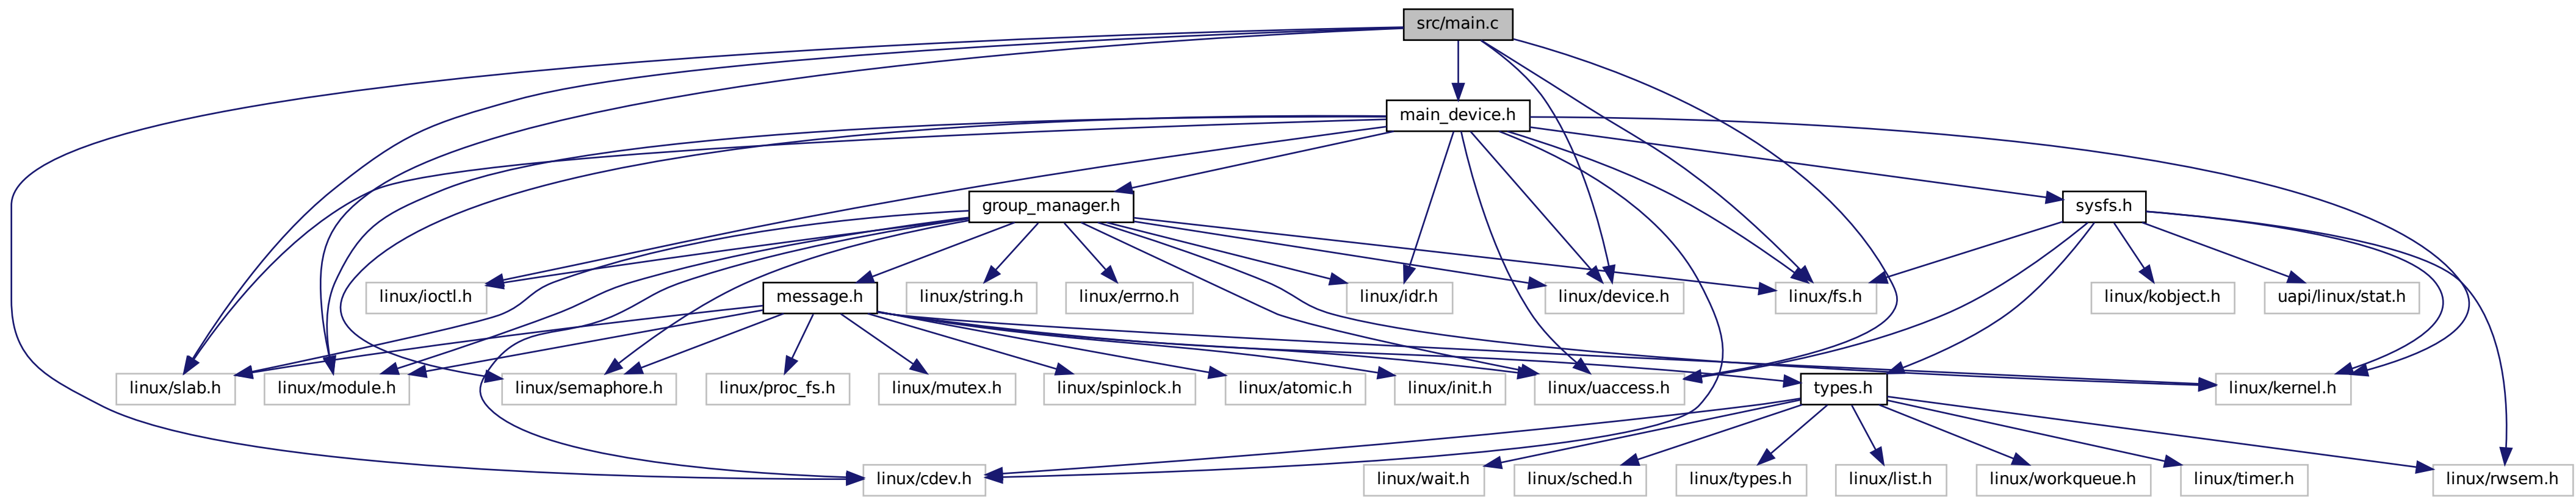 src/main.c
main_device.h
group_manager.h
sysfs.h
linux/ioctl.h
message.h
linux/string.h
linux/errno.h
linux/idr.h
linux/device.h
linux/fs.h
linux/kobject.h
uapi/linux/stat.h
linux/slab.h
linux/module.h
linux/semaphore.h
linux/proc_fs.h
linux/mutex.h
linux/spinlock.h
linux/atomic.h
linux/init.h
linux/uaccess.h
types.h
linux/kernel.h
linux/cdev.h
linux/wait.h
linux/sched.h
linux/types.h
linux/list.h
linux/workqueue.h
linux/timer.h
linux/rwsem.h